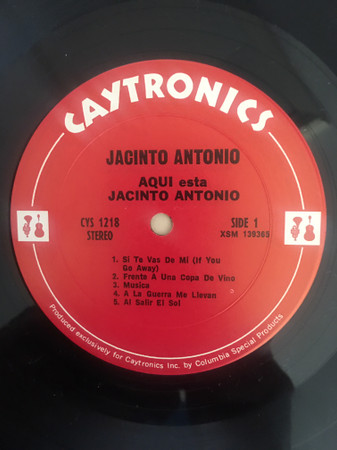 CAYTRONICS
JACINTO ANTONIO
AQUI esta
JACINTO ANTONIO
CYS 1218
STEREO
SIDE 1
XSM 139365
1. Si Te Vas De Mi (If You
Go Away)
2. Frente A Una Copa De Vino
3. Musica
4. A La Guerra Me Llevan
5. Al Salir El Sol
Produced exclusively for Caytronics Inc. by Columbia Special Products